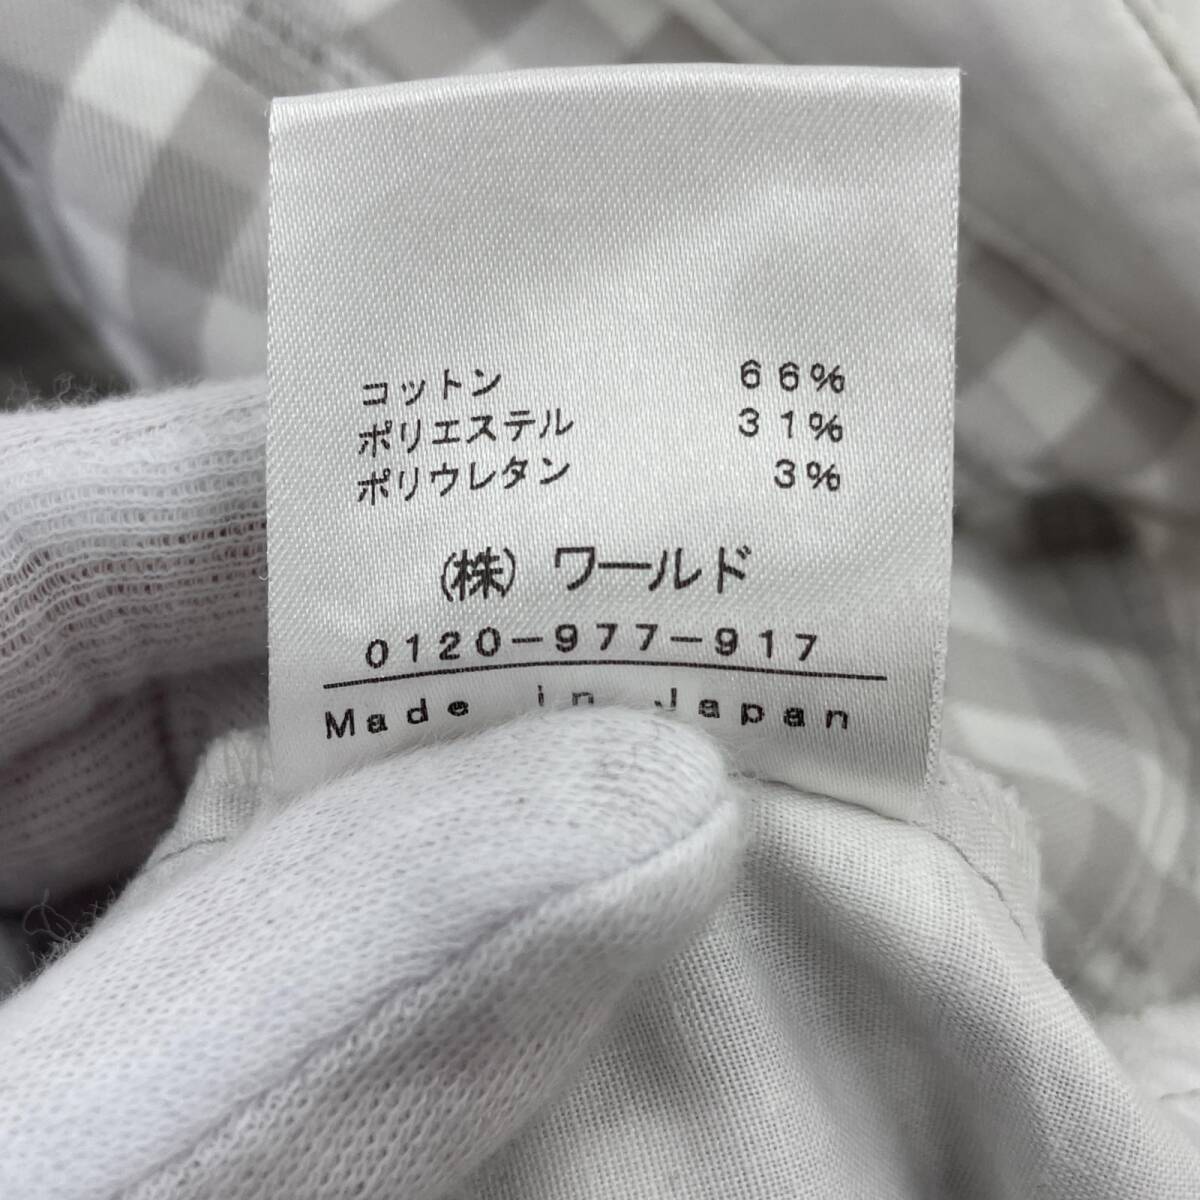 コットン 66%
ポリエステル 31%
ポリウレタン 3%
(株) ワールド
0120-977-917
Made in Japan